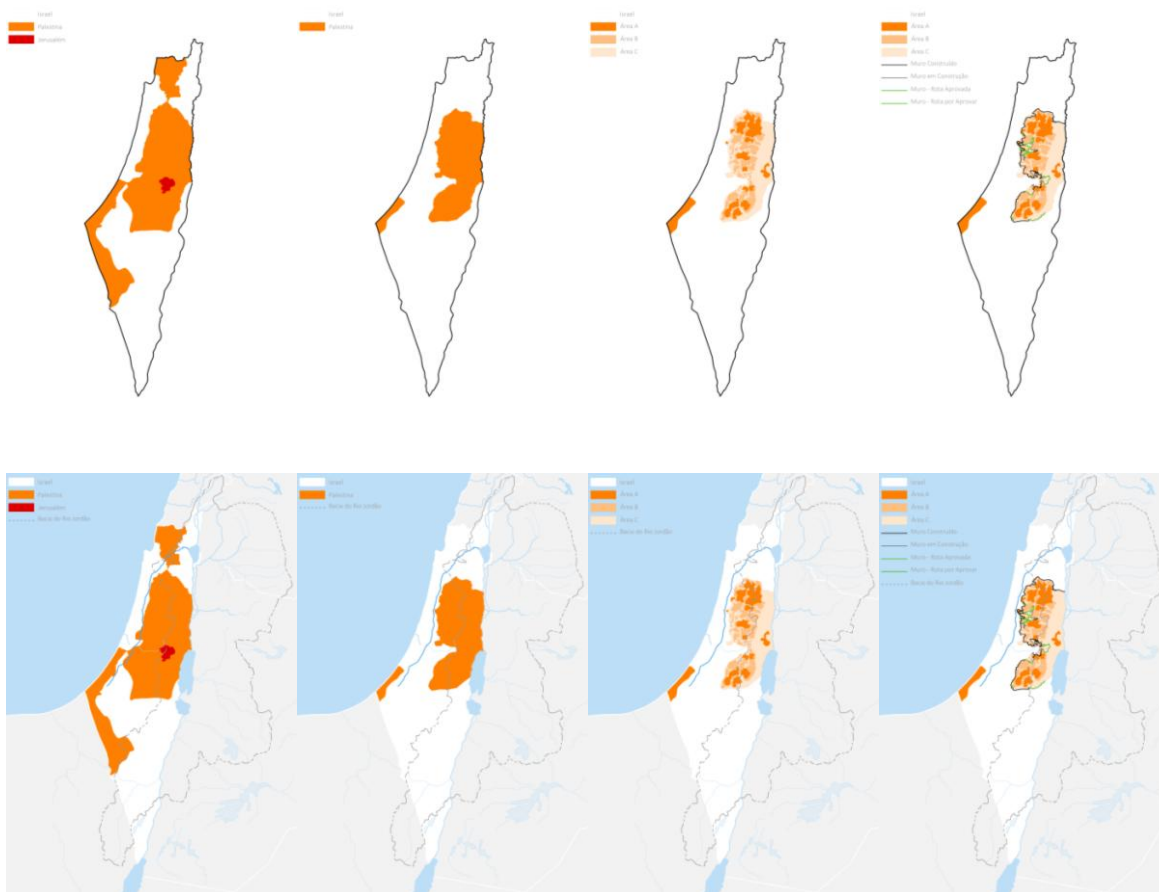 Israel
Palestina
Jerusalém
Israel
Palestina
Israel
Área A
Área B
Área C
Israel
Área A
Área B
Área C
Muro Construído
Muro em Construção
Muro - Rota Aprovada
Muro - Rota por Aprovar
Israel
Palestina
Jerusalém
Bacia do Rio Jordão
Israel
Palestina
Bacia do Rio Jordão
Israel
Área A
Área B
Área C
Bacia do Rio Jordão
Israel
Área A
Área B
Área C
Muro Construído
Muro em Construção
Muro - Rota Aprovada
Muro - Rota por Aprovar
Bacia do Rio Jordão